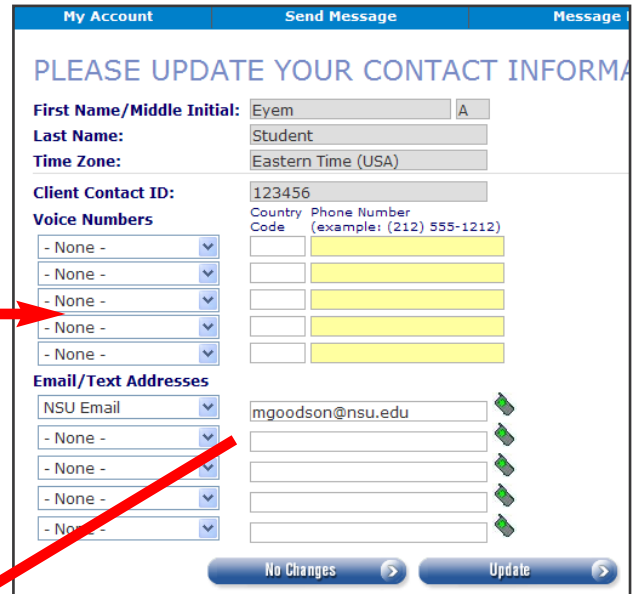 My Account Send Message Message
PLEASE UPDATE YOUR CONTACT INFORMA
First Name/Middle Initial: Eyem A
Last Name: Student
Time Zone: Eastern Time (USA)
Client Contact ID: 123456
Voice Numbers Country Code Phone Number (example: (212) 555-1212)
- None -
- None -
- None -
- None -
- None -
Email/Text Addresses
NSU Email mgoodson@nsu.edu
- None -
- None -
- None -
- None -
No Changes Update